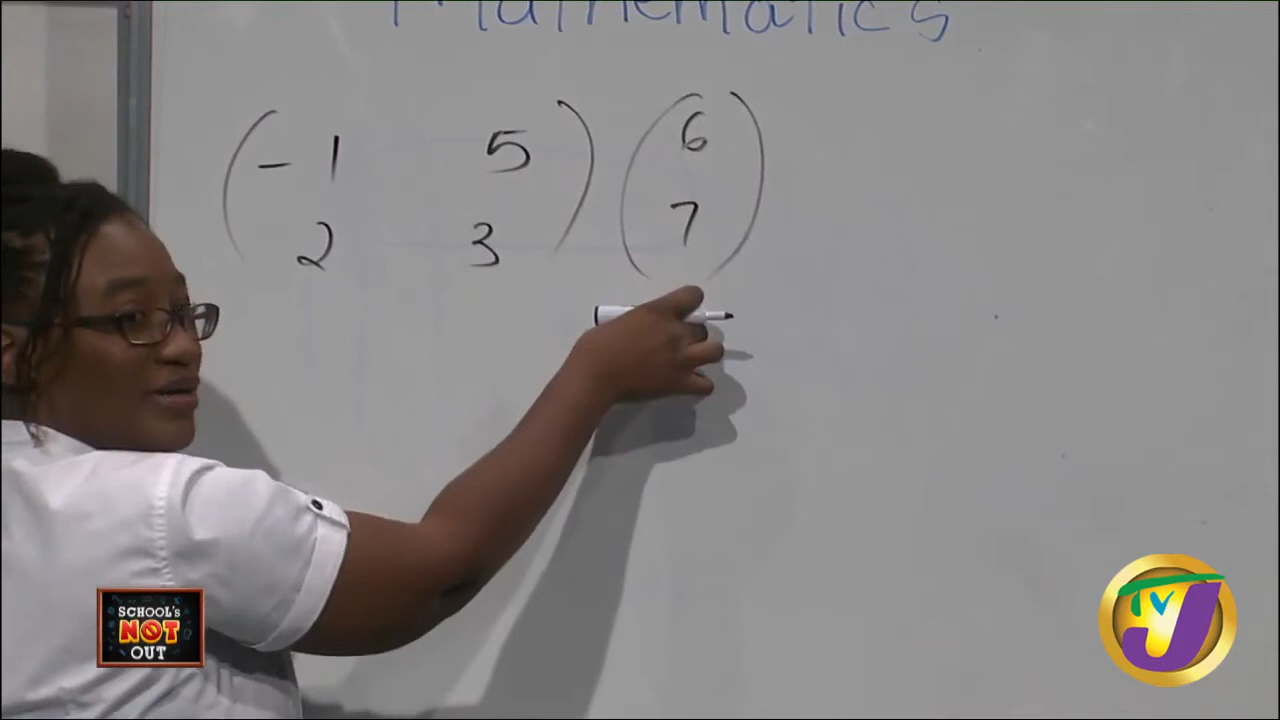 Mathematics
( -1 5 ) ( 6 )
( 2 3 ) ( 7 )
SCHOOL'S
NOT
OUT
TVJ